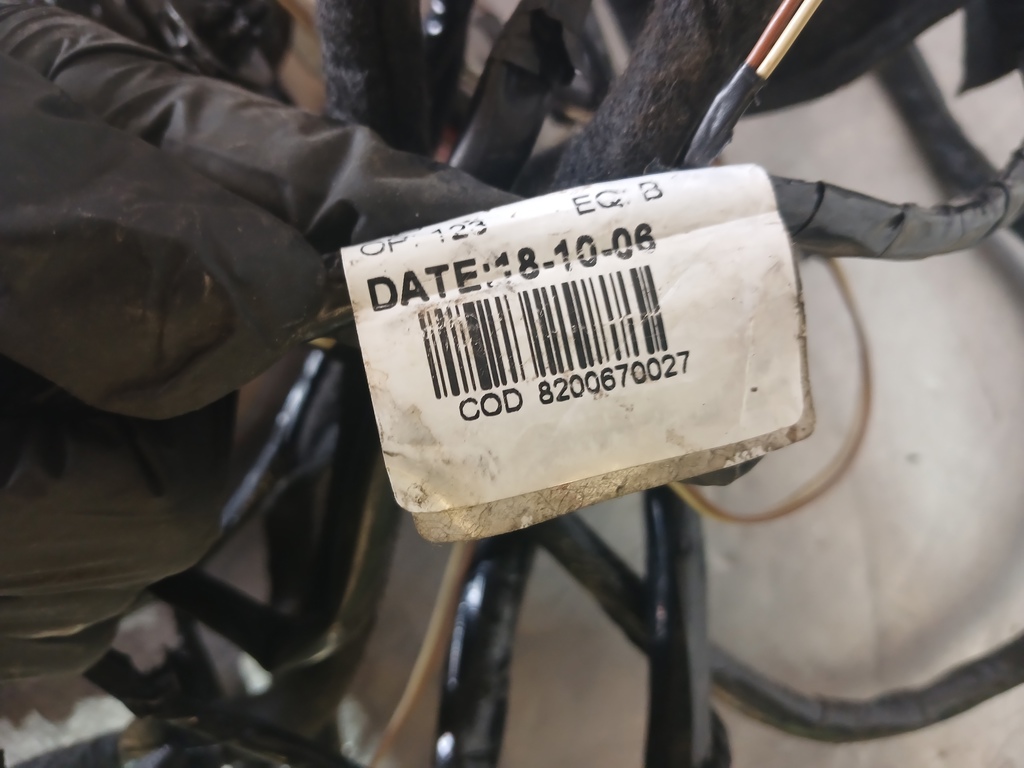 OP: 123 EQ: B
DATE:18-10-06
COD 8200670027